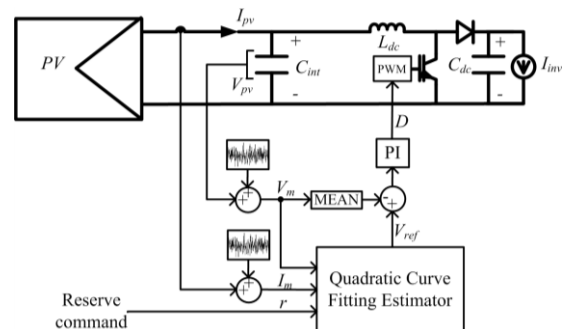 I_pv
PV
+
C_int
-
V_pv
L_dc
PWM
+
C_dc
-
I_inv
D
PI
+
+
V_m
MEAN
-
+
V_ref
+
+
I_m
r
Quadratic Curve
Fitting Estimator
Reserve
command